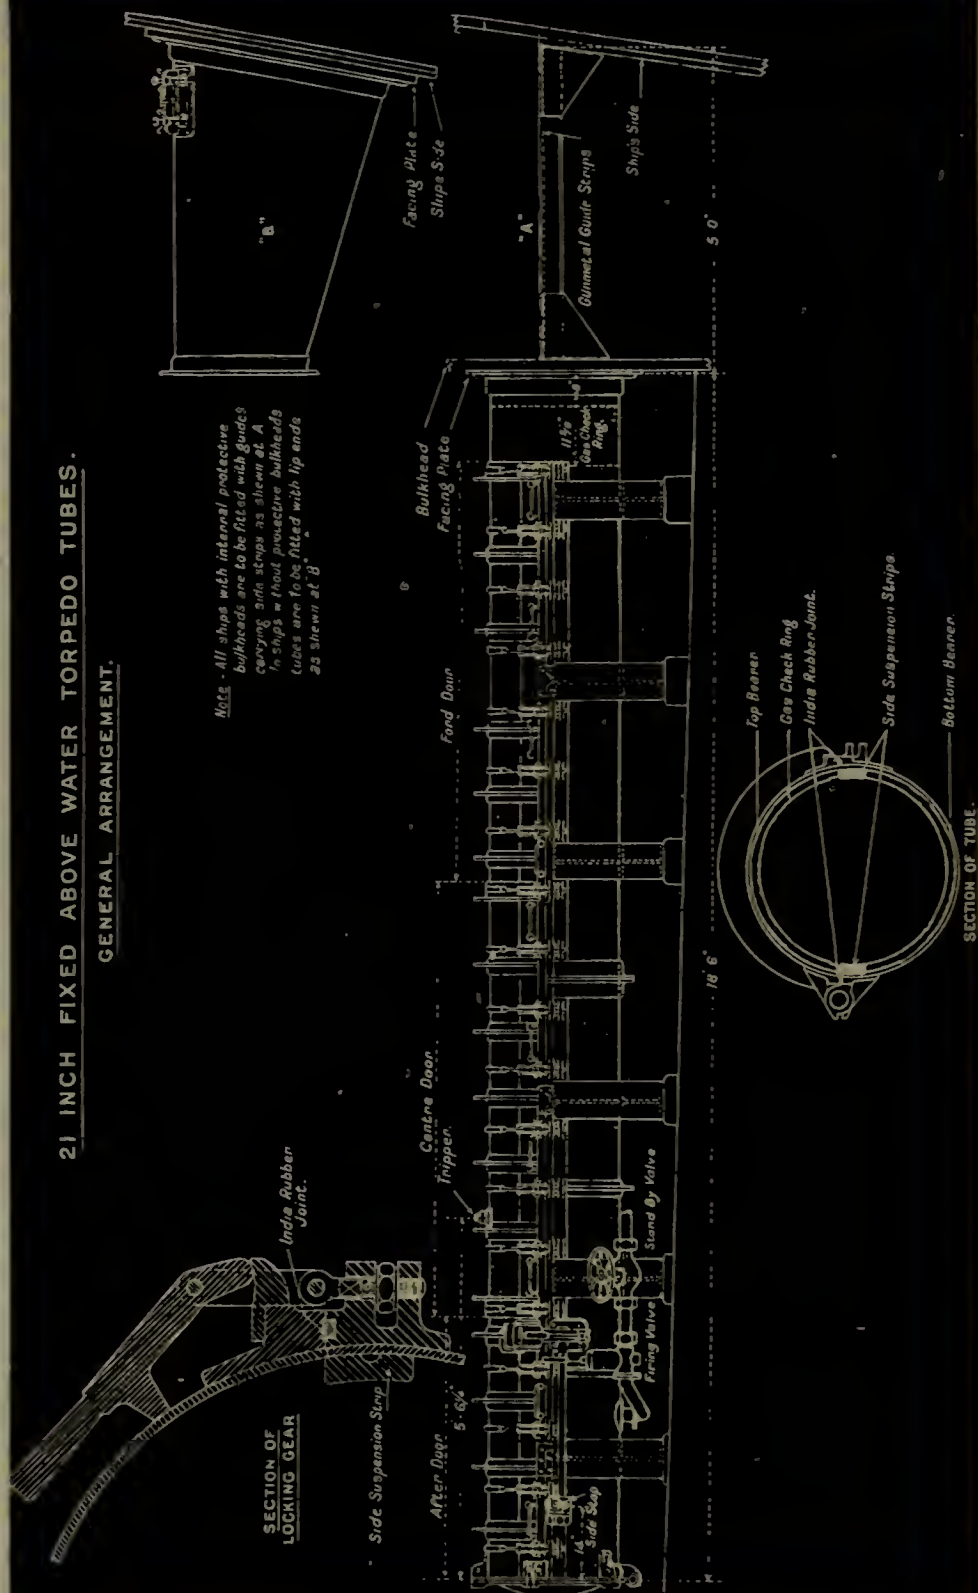 21 INCH FIXED ABOVE WATER TORPEDO TUBES.
GENERAL ARRANGEMENT.
Note - All ships with internal protective
bulkheads are to be fitted with guides
carrying side strips as shewn at A
In ships without protective bulkheads
tubes are to be fitted with lip ends
as shewn at "B"
"B"
Facing Plate
Ships Side
"A"
Gunmetal Guide Strips
Ship's Side
5' 0"
Bulkhead
Facing Plate
Gas Check
Ring.
Ford Door
Centre Door
Tripper.
After Door
5' 6¼"
India Rubber
Joint.
Side Suspension Strip
SECTION OF
LOCKING GEAR
Stand By Valve
Firing Valve
Side Stop
14"
18' 6"
Top Bearer
Gas Check Ring
India Rubber Joint.
Side Suspension Strips.
Bottom Bearer.
SECTION OF TUBE.